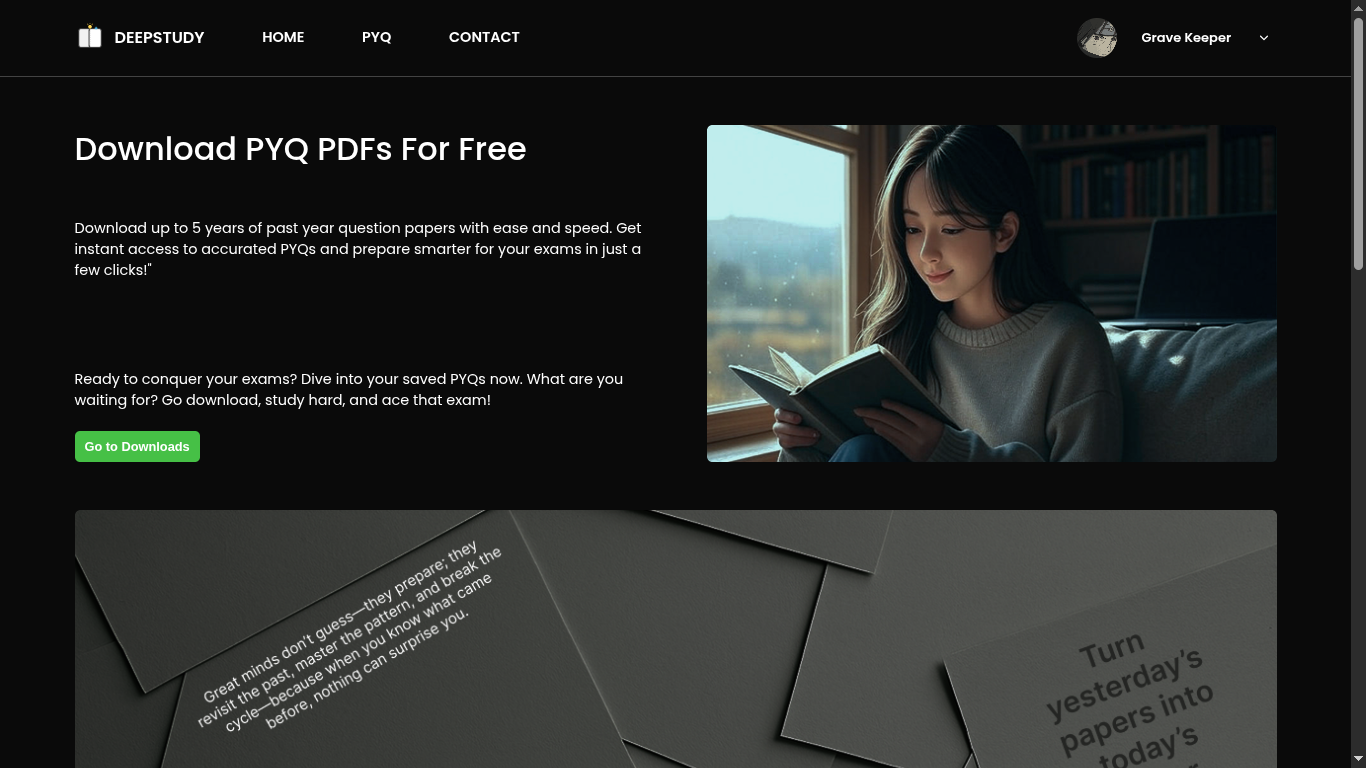 DEEPSTUDY HOME PYQ CONTACT Grave Keeper
Download PYQ PDFs For Free
Download up to 5 years of past year question papers with ease and speed. Get
instant access to accurated PYQs and prepare smarter for your exams in just a
few clicks!"
Ready to conquer your exams? Dive into your saved PYQs now. What are you
waiting for? Go download, study hard, and ace that exam!
Go to Downloads
Great minds don't guess—they prepare; they
revisit the past, master the pattern, and break the
cycle—because when you know what came
before, nothing can surprise you.
Turn
yesterday's
papers into
today's